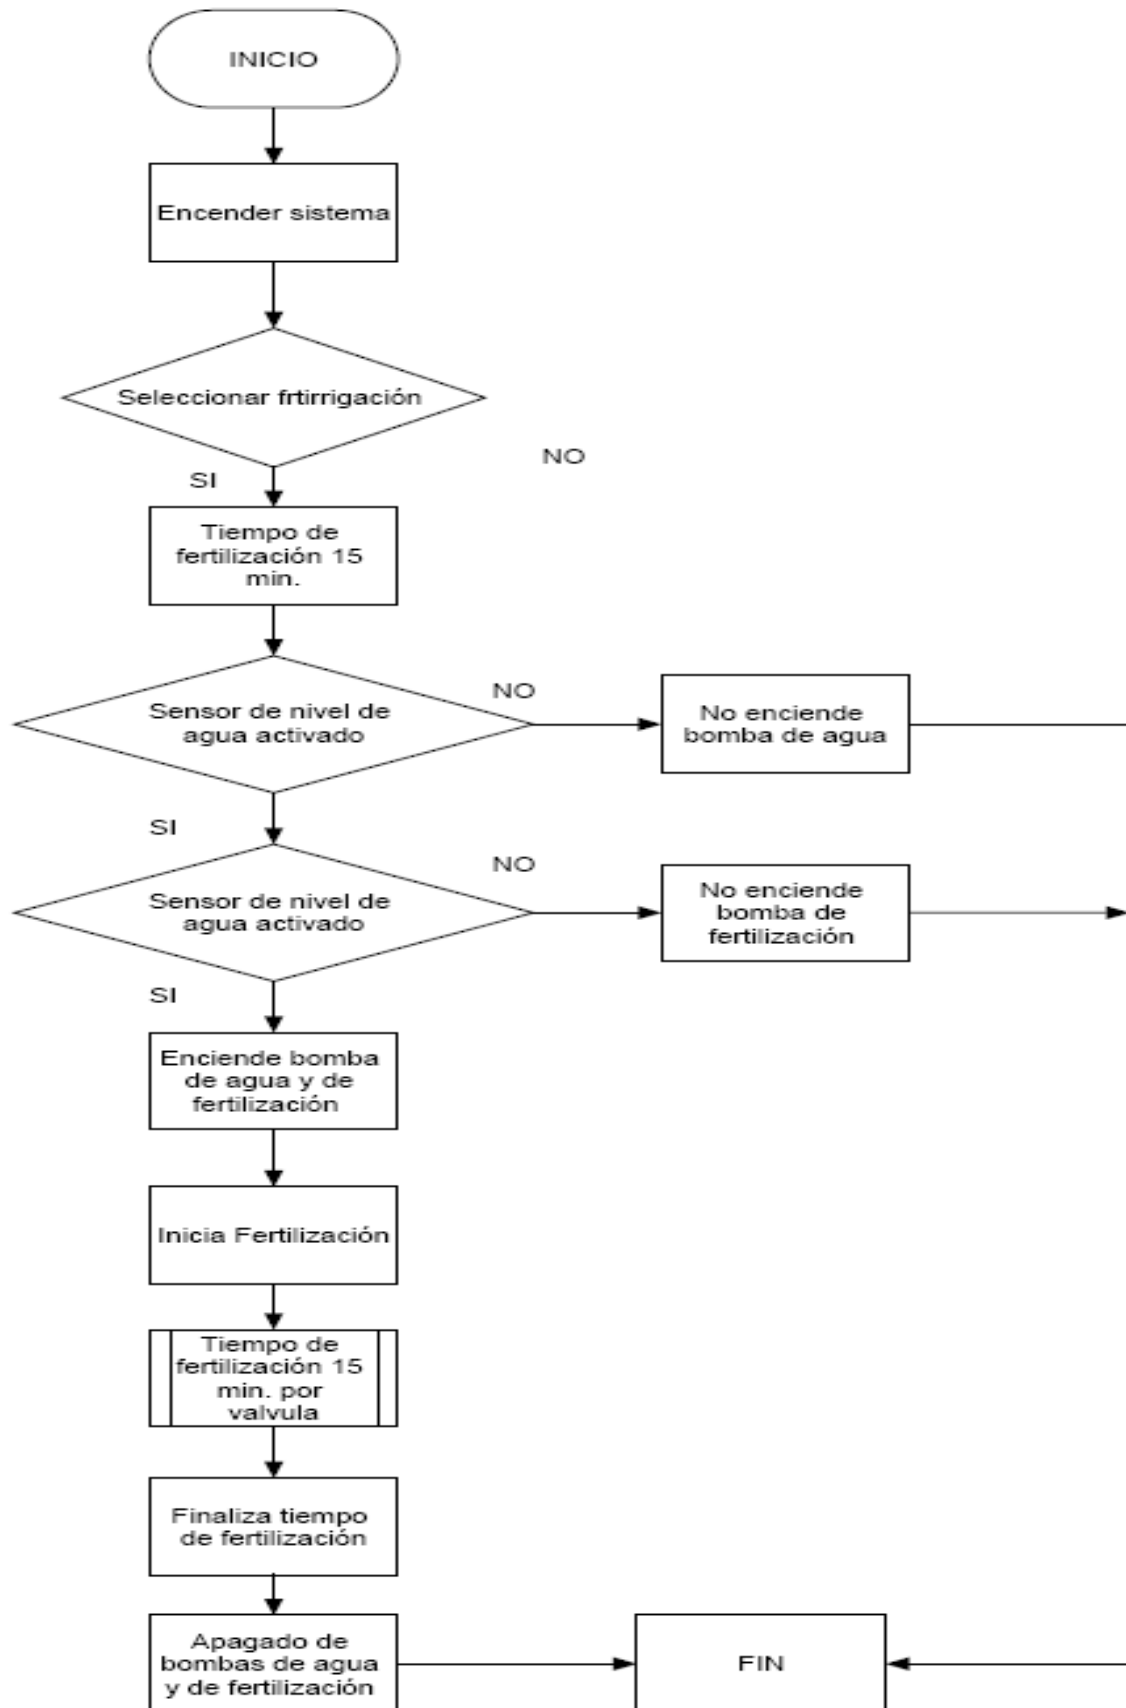 INICIO
Encender sistema
Seleccionar frtirrigación
NO
SI
Tiempo de
fertilización 15
min.
Sensor de nivel de
agua activado
NO
No enciende
bomba de agua
SI
Sensor de nivel de
agua activado
NO
No enciende
bomba de
fertilización
SI
Enciende bomba
de agua y de
fertilización
Inicia Fertilización
Tiempo de
fertilización 15
min. por
valvula
Finaliza tiempo
de fertilización
Apagado de
bombas de agua
y de fertilización
FIN